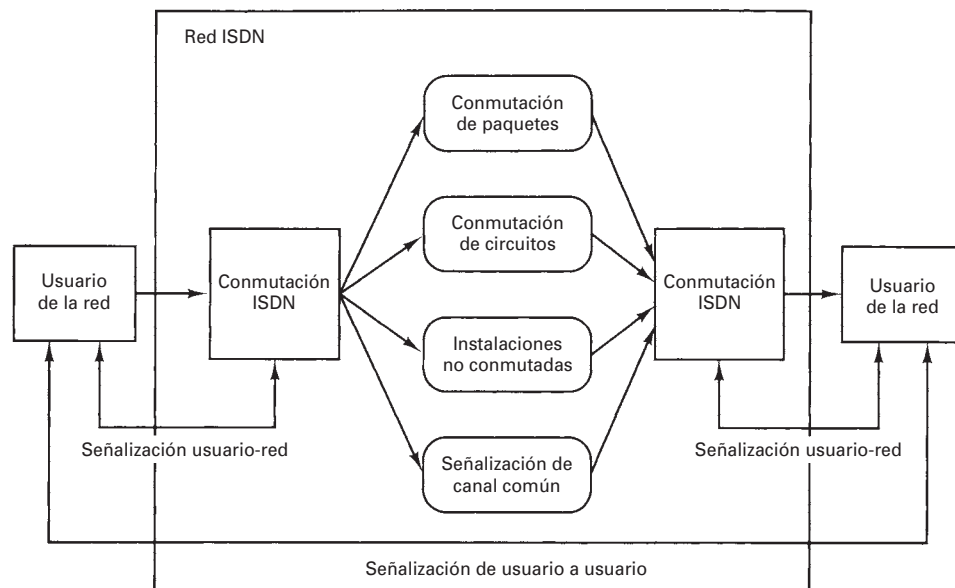 Red ISDN
Conmutación
de paquetes
Conmutación
de circuitos
Usuario
de la red
Conmutación
ISDN
Conmutación
ISDN
Usuario
de la red
Instalaciones
no conmutadas
Señalización usuario-red
Señalización usuario-red
Señalización de
canal común
Señalización de usuario a usuario